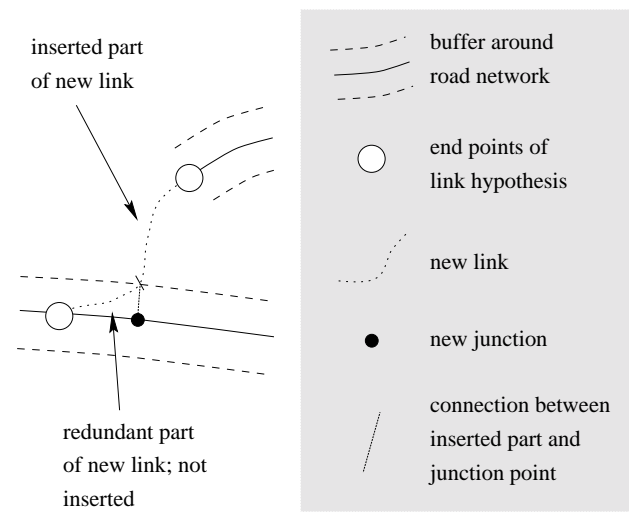 inserted part
of new link
redundant part
of new link; not
inserted
buffer around
road network
end points of
link hypothesis
new link
new junction
connection between
inserted part and
junction point